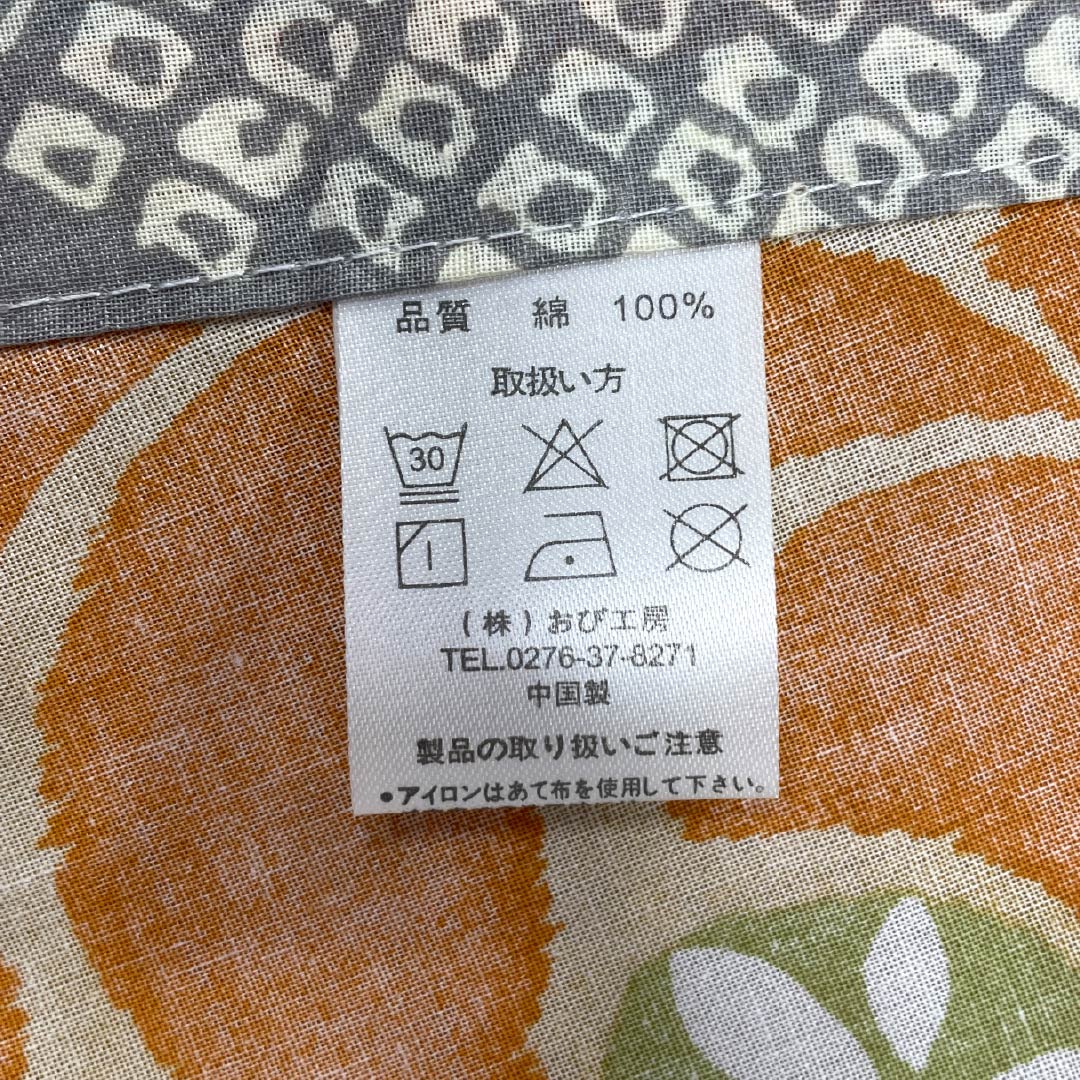 品質 綿 100%
取扱い方
30
(株)おび工房
TEL.0276-37-8271
中国製
製品の取り扱いご注意
●アイロンはあて布を使用して下さい。